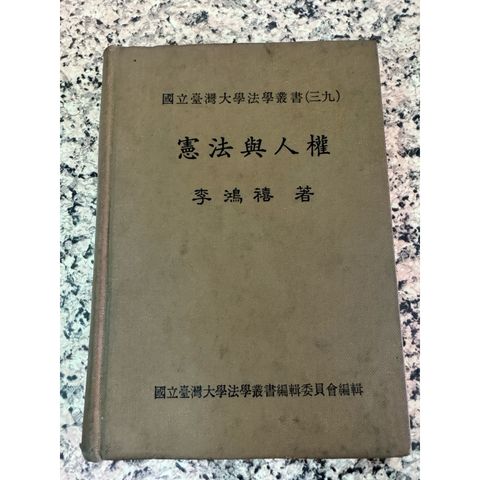 國立臺灣大學法學叢書(三九)
憲法與人權
李鴻禧 著
國立臺灣大學法學叢書編輯委員會編輯